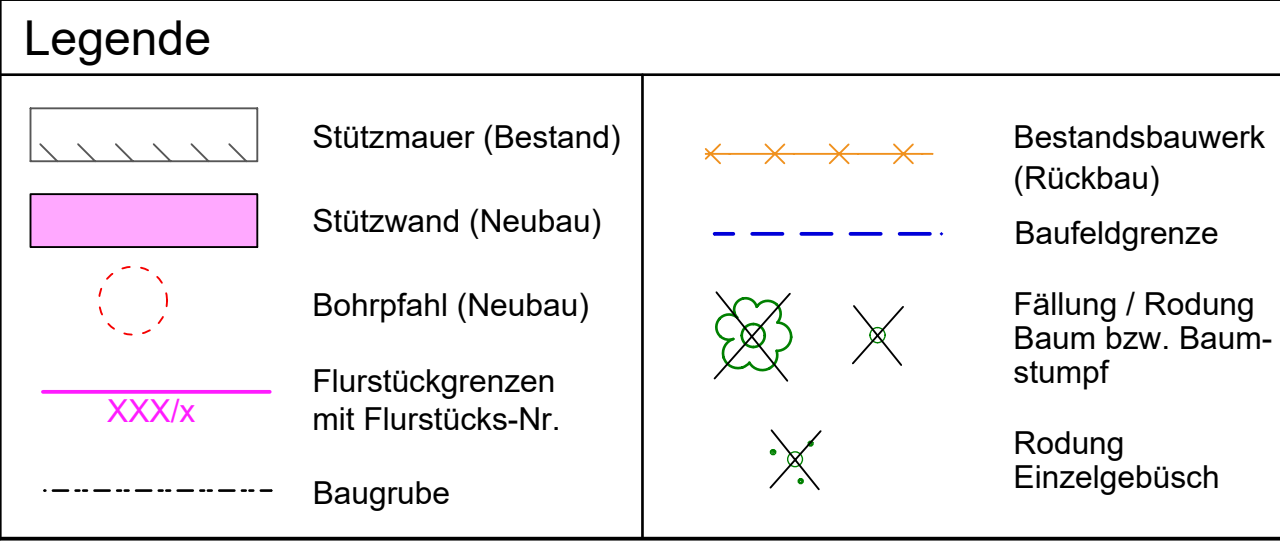 Legende
Stützmauer (Bestand)
Stützwand (Neubau)
Bohrpfahl (Neubau)
Flurstückgrenzen
mit Flurstücks-Nr.
XXX/x
Baugrube
Bestandsbauwerk
(Rückbau)
Baufeldgrenze
Fällung / Rodung
Baum bzw. Baum-
stumpf
Rodung
Einzelgebüsch